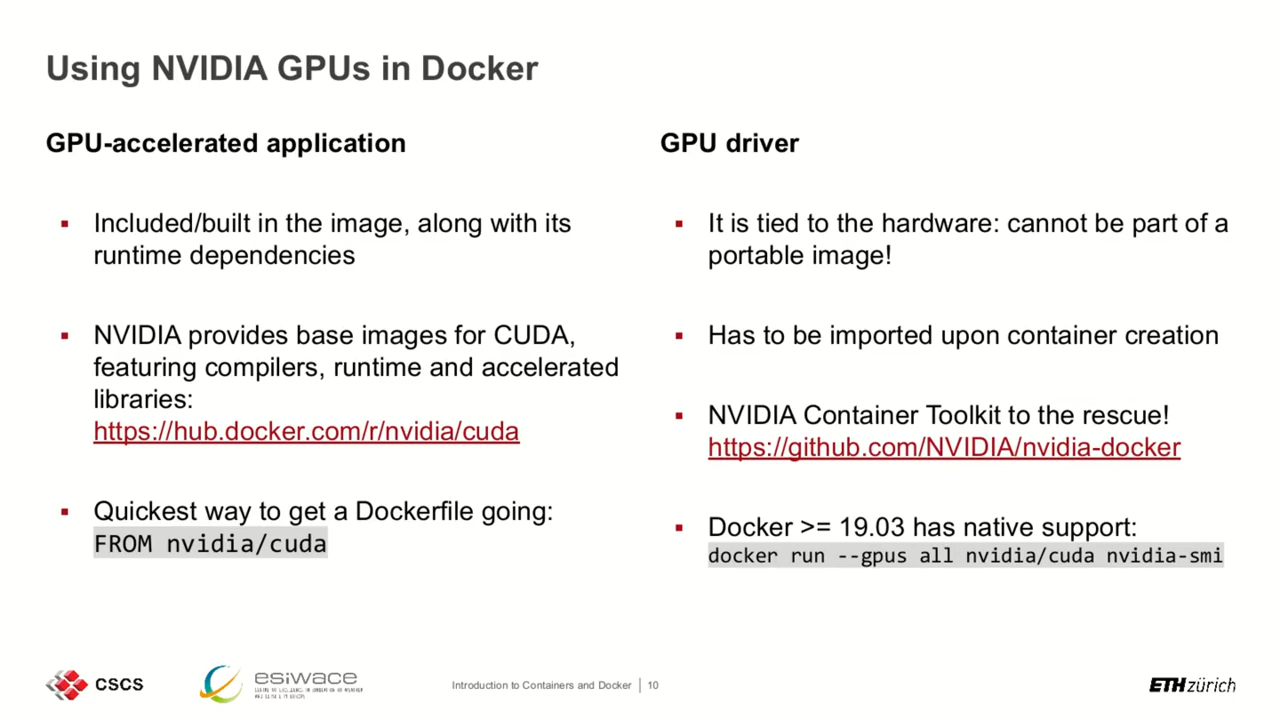 Using NVIDIA GPUs in Docker
GPU-accelerated application
▪ Included/built in the image, along with its
runtime dependencies
▪ NVIDIA provides base images for CUDA,
featuring compilers, runtime and accelerated
libraries:
https://hub.docker.com/r/nvidia/cuda
▪ Quickest way to get a Dockerfile going:
FROM nvidia/cuda
GPU driver
▪ It is tied to the hardware: cannot be part of a
portable image!
▪ Has to be imported upon container creation
▪ NVIDIA Container Toolkit to the rescue!
https://github.com/NVIDIA/nvidia-docker
▪ Docker >= 19.03 has native support:
docker run --gpus all nvidia/cuda nvidia-smi
CSCS
esiwace
Introduction to Containers and Docker | 10
ETH zürich